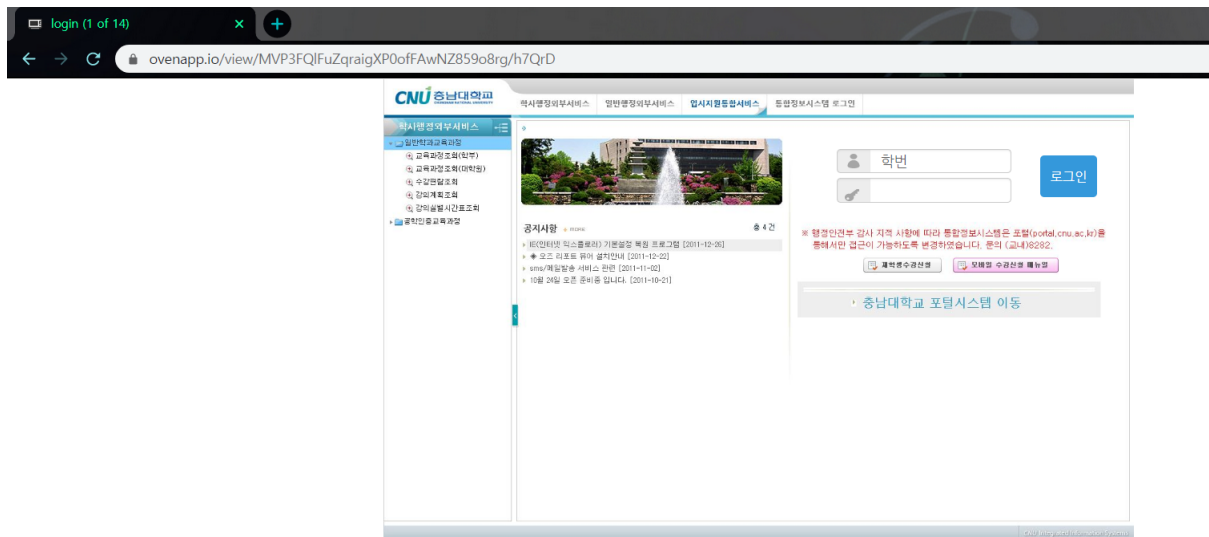 login (1 of 14)
ovenapp.io/view/MVP3FQlFuZqraigXP0ofFAwNZ859o8rg/h7QrD
CNU 충남대학교
학사행정외부서비스 일반행정외부서비스 입시지원통합서비스 통합정보시스템 로그인
학사행정외부서비스
일반학과교육과정
교육과정조회(학부)
교육과정조회(대학원)
수강편람조회
강의계획조회
강의실별시간표조회
공학인증교육과정
공지사항 MORE 총 4 건
IE(인터넷 익스플로러) 기본설정 복원 프로그램 [2011-12-26]
◈ 오즈 리포트 뷰어 설치안내 [2011-12-22]
sms/메일발송 서비스 관련 [2011-11-02]
10월 24일 오픈 준비중 입니다. [2011-10-21]
학번
로그인
※ 행정안전부 감사 지적 사항에 따라 통합정보시스템은 포털(portal.cnu.ac.kr)을
통해서만 접근이 가능하도록 변경하였습니다. 문의 (교내)8282.
재학생수강신청 모바일 수강신청 매뉴얼
충남대학교 포털시스템 이동